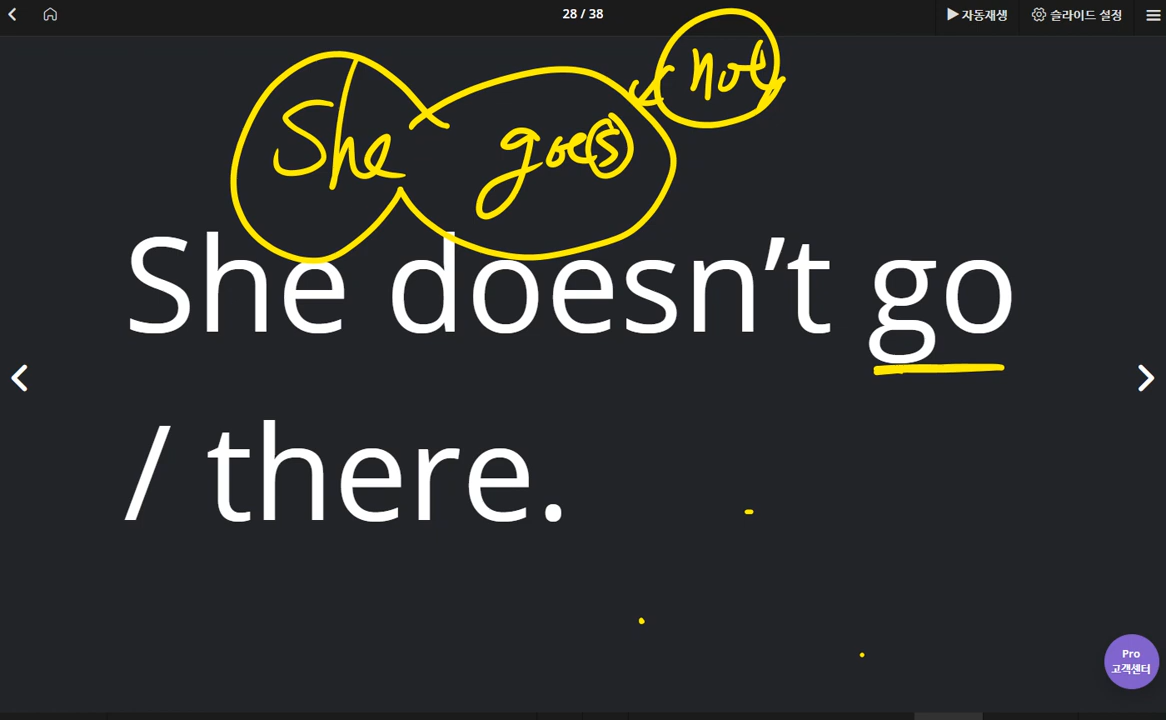 28 / 38
자동재생
슬라이드 설정
not
She goes
She doesn't go
/ there.
Pro
고객센터